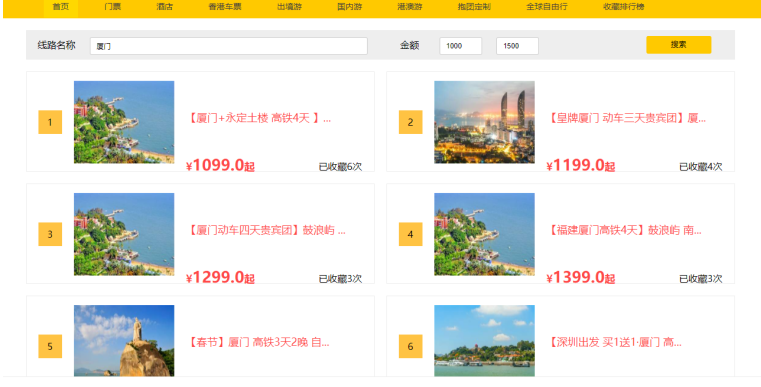 首页 门票 酒店 香港车票 出境游 国内游 港澳游 抱团定制 全球自由行 收藏排行榜
线路名称 厦门 金额 1000 1500 搜索
1 【厦门+永定土楼 高铁4天 】...
¥1099.0起 已收藏6次
2 【皇牌厦门 动车三天贵宾团】厦...
¥1199.0起 已收藏4次
3 【厦门动车四天贵宾团】鼓浪屿 ...
¥1299.0起 已收藏3次
4 【福建厦门高铁4天】鼓浪屿 南...
¥1399.0起 已收藏3次
5 【春节】厦门 高铁3天2晚 自...
6 【深圳出发 买1送1·厦门 高...